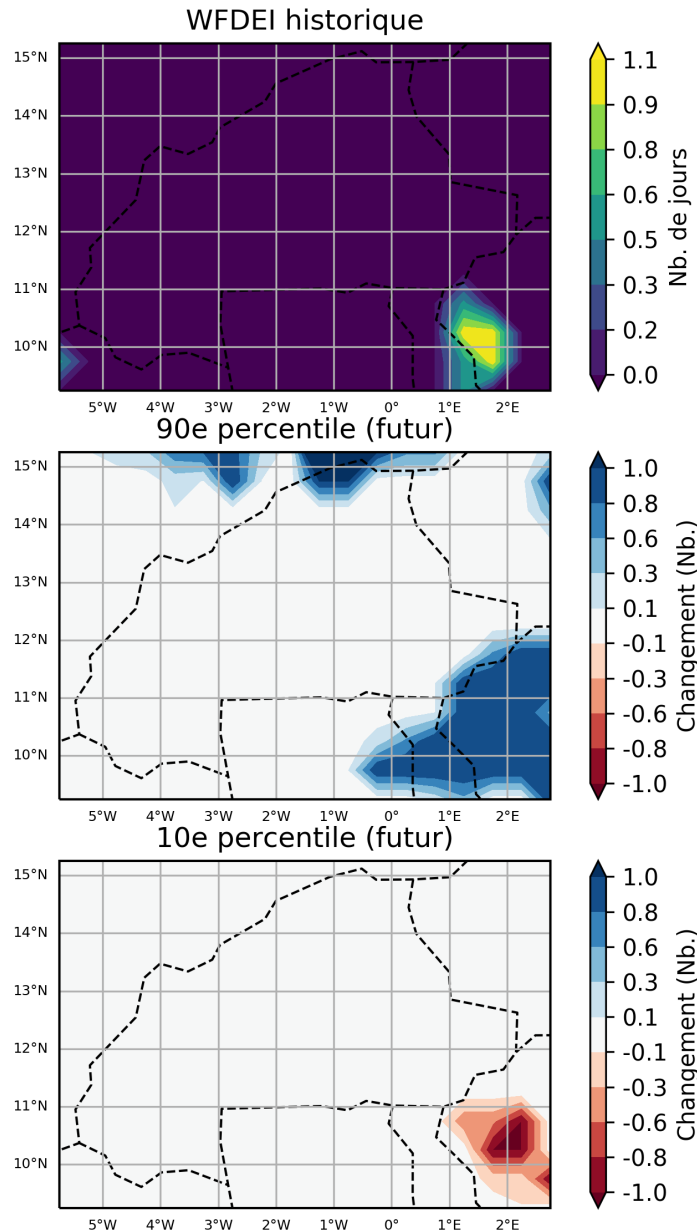 WFDEI historique
15°N
14°N
13°N
12°N
11°N
10°N
5°W 4°W 3°W 2°W 1°W 0° 1°E 2°E
1.1
0.9
0.8
0.6
0.5
0.3
0.2
0.0
Nb. de jours
90e percentile (futur)
15°N
14°N
13°N
12°N
11°N
10°N
5°W 4°W 3°W 2°W 1°W 0° 1°E 2°E
1.0
0.8
0.6
0.3
0.1
-0.1
-0.3
-0.6
-0.8
-1.0
Changement (Nb.)
10e percentile (futur)
15°N
14°N
13°N
12°N
11°N
10°N
5°W 4°W 3°W 2°W 1°W 0° 1°E 2°E
1.0
0.8
0.6
0.3
0.1
-0.1
-0.3
-0.6
-0.8
-1.0
Changement (Nb.)